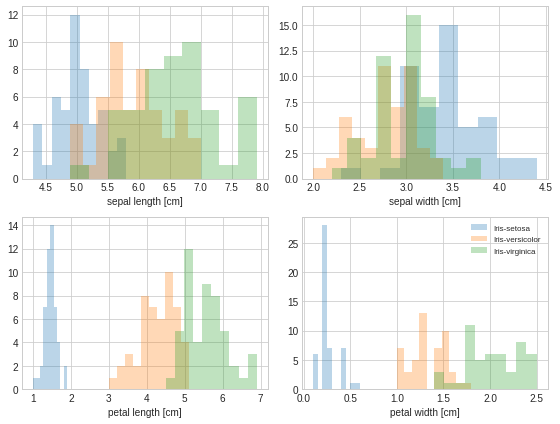 12
10
8
6
4
2
0
4.5 5.0 5.5 6.0 6.5 7.0 7.5 8.0
sepal length [cm]
15.0
12.5
10.0
7.5
5.0
2.5
0.0
2.0 2.5 3.0 3.5 4.0 4.5
sepal width [cm]
14
12
10
8
6
4
2
0
1 2 3 4 5 6 7
petal length [cm]
Iris-setosa
Iris-versicolor
Iris-virginica
25
20
15
10
5
0
0.0 0.5 1.0 1.5 2.0 2.5
petal width [cm]